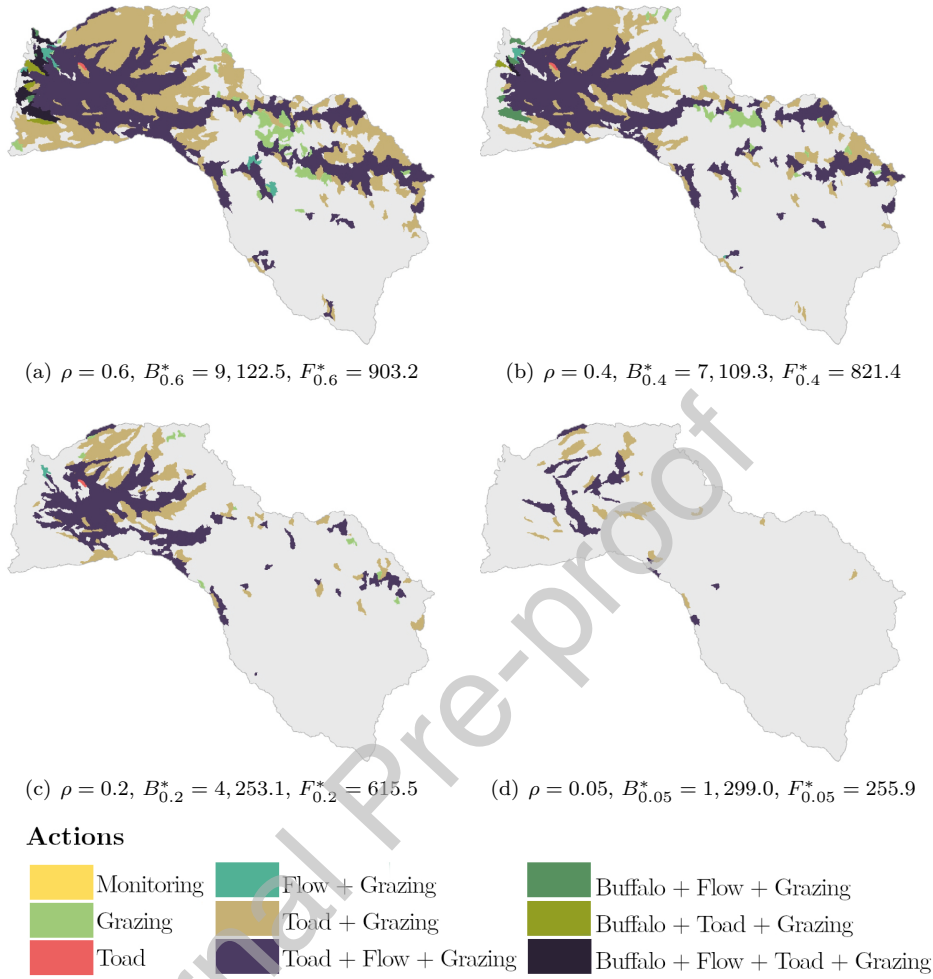 (a) ρ = 0.6, B*0.6 = 9, 122.5, F*0.6 = 903.2
(b) ρ = 0.4, B*0.4 = 7, 109.3, F*0.4 = 821.4
(c) ρ = 0.2, B*0.2 = 4, 253.1, F*0.2 = 615.5
(d) ρ = 0.05, B*0.05 = 1, 299.0, F*0.05 = 255.9
Actions
Monitoring
Grazing
Toad
Flow + Grazing
Toad + Grazing
Toad + Flow + Grazing
Buffalo + Flow + Grazing
Buffalo + Toad + Grazing
Buffalo + Flow + Toad + Grazing
rnal Pre-proof